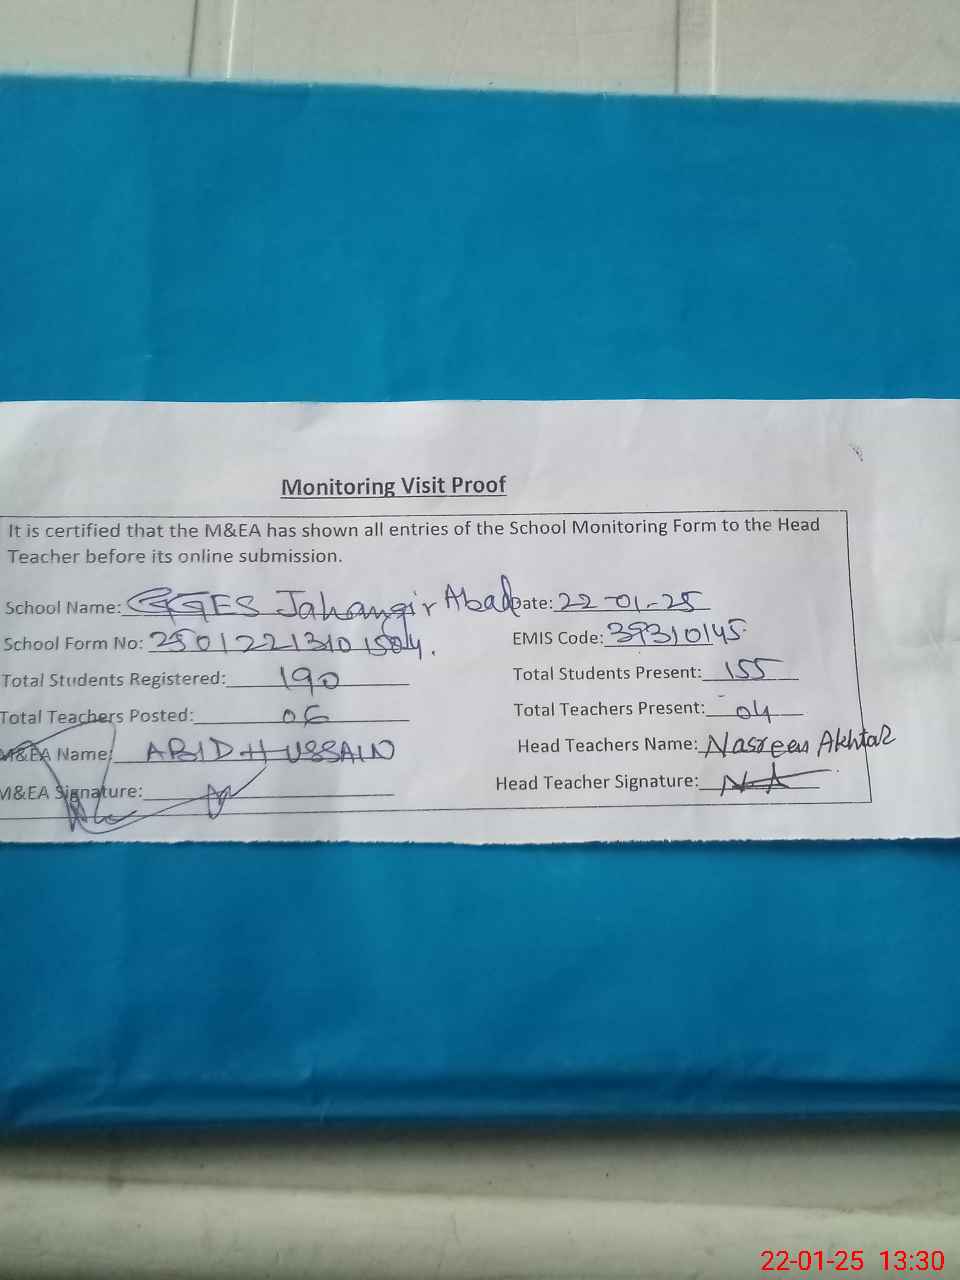 Monitoring Visit Proof
It is certified that the M&EA has shown all entries of the School Monitoring Form to the Head
Teacher before its online submission.
School Name: GGES Jahangir Abad Date: 22-01-25
School Form No: 25012213101504. EMIS Code: 39310145
Total Students Registered: 190 Total Students Present: 155
Total Teachers Posted: 06 Total Teachers Present: 04
M&EA Name: ABID HUSSAIN Head Teachers Name: Nasreen Akhtar
M&EA Signature: Head Teacher Signature: NA
22-01-25 13:30